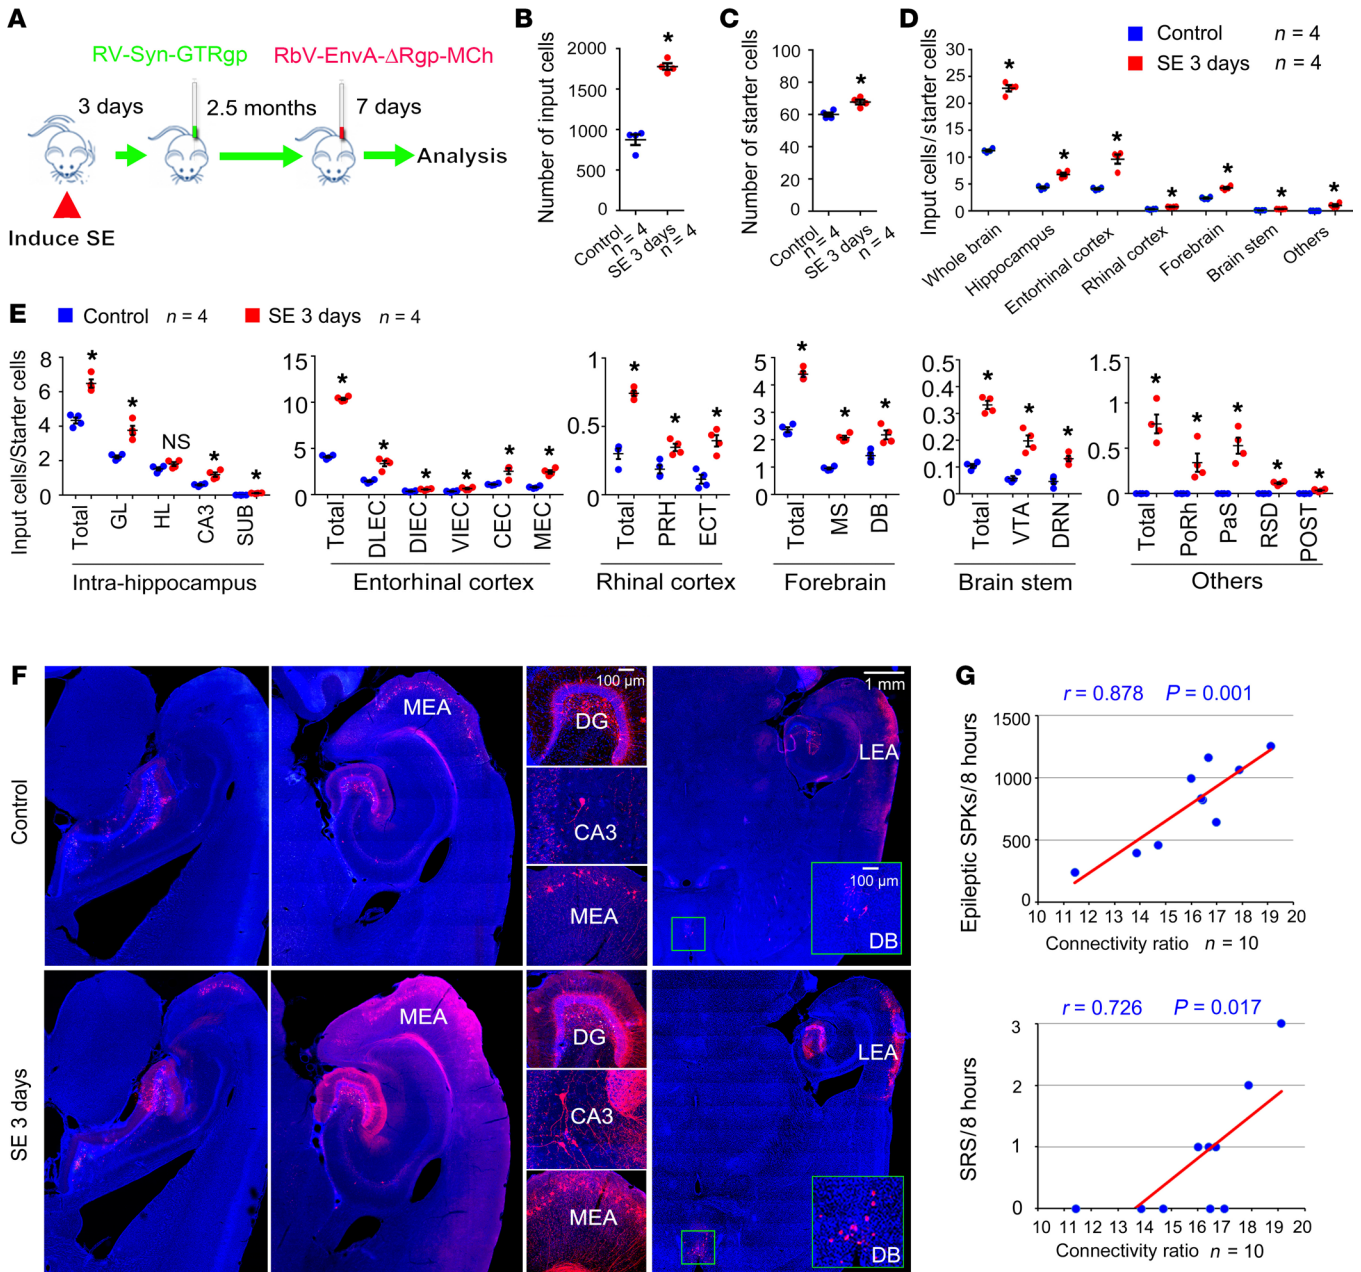 A
RV-Syn-GTRgp
RbV-EnvA-ΔRgp-MCh
3 days
2.5 months
7 days
Analysis
Induce SE
B
Number of input cells
2000
1500
1000
500
0
Control
n = 4
SE 3 days
n = 4
*
C
Number of starter cells
100
80
60
40
20
0
Control
n = 4
SE 3 days
n = 4
*
D
Control n = 4
SE 3 days n = 4
Input cells/starter cells
30
25
20
15
10
5
0
* * * * * * *
Whole brain
Hippocampus
Entorhinal cortex
Rhinal cortex
Forebrain
Brain stem
Others
E
Control n = 4
SE 3 days n = 4
Input cells/Starter cells
8
6
4
2
0
* * NS * *
Total
GL
HL
CA3
SUB
Intra-hippocampus
15
10
5
0
* * * * * *
Total
DLEC
DIEC
VIEC
CEC
MEC
Entorhinal cortex
1
0.5
0
* * *
Total
PRH
ECT
Rhinal cortex
5
4
3
2
1
0
* * *
Total
MS
DB
Forebrain
0.5
0.4
0.3
0.2
0.1
0
* * *
Total
VTA
DRN
Brain stem
1.5
1
0.5
0
* * * * *
Total
PoRh
PaS
RSD
POST
Others
F
Control
MEA
100 μm
DG
CA3
MEA
1 mm
LEA
100 μm
DB
SE 3 days
MEA
DG
CA3
MEA
LEA
DB
G
r = 0.878 P = 0.001
Epileptic SPKs/8 hours
1500
1000
500
0
10 11 12 13 14 15 16 17 18 19 20
Connectivity ratio n = 10
r = 0.726 P = 0.017
SRS/8 hours
3
2
1
0
10 11 12 13 14 15 16 17 18 19 20
Connectivity ratio n = 10